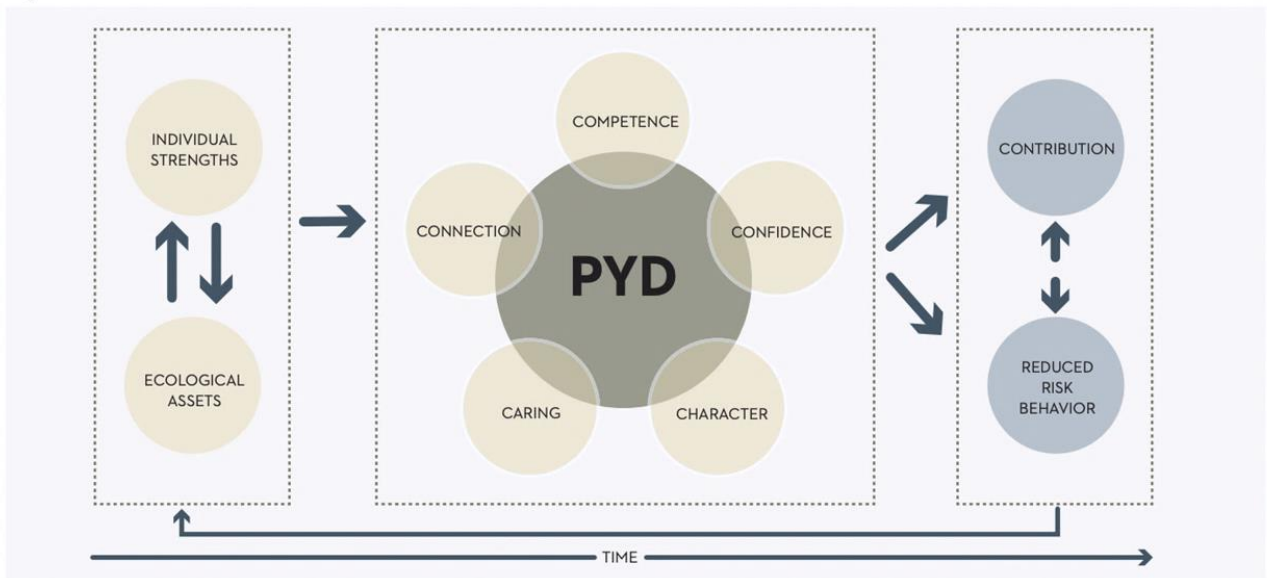 INDIVIDUAL
STRENGTHS
ECOLOGICAL
ASSETS
COMPETENCE
CONNECTION
CONFIDENCE
PYD
CARING
CHARACTER
CONTRIBUTION
REDUCED
RISK
BEHAVIOR
TIME